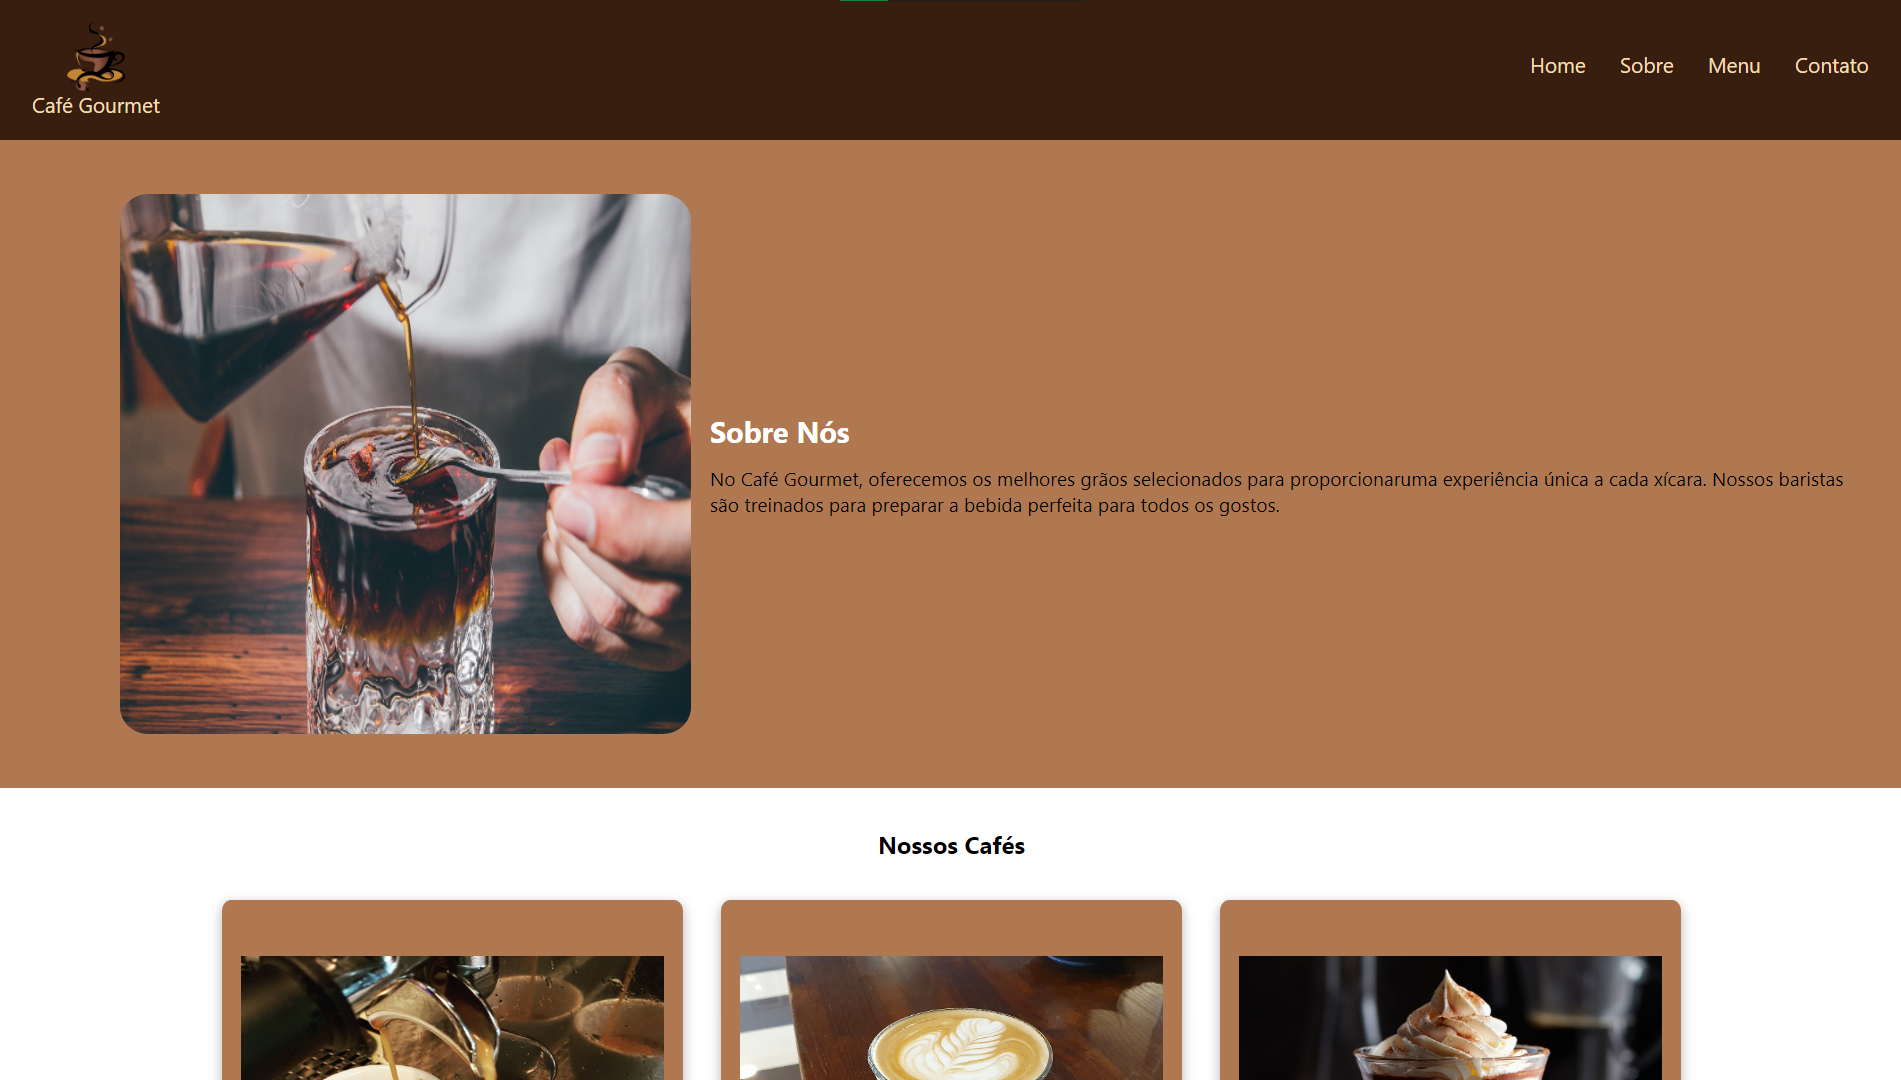 Café Gourmet
Home Sobre Menu Contato
Sobre Nós
No Café Gourmet, oferecemos os melhores grãos selecionados para proporcionaruma experiência única a cada xícara. Nossos baristas
são treinados para preparar a bebida perfeita para todos os gostos.
Nossos Cafés